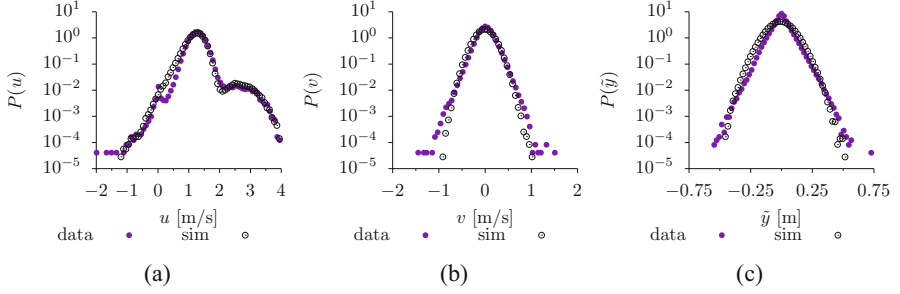 10^1
10^0
10^-1
10^-2
10^-3
10^-4
10^-5
P(u)
−2 −1 0 1 2 3 4
u [m/s]
data sim
(a)
10^1
10^0
10^-1
10^-2
10^-3
10^-4
10^-5
P(v)
−2 −1 0 1 2
v [m/s]
data sim
(b)
10^1
10^0
10^-1
10^-2
10^-3
10^-4
10^-5
P(ỹ)
−0.75 −0.25 0.25 0.75
ỹ [m]
data sim
(c)